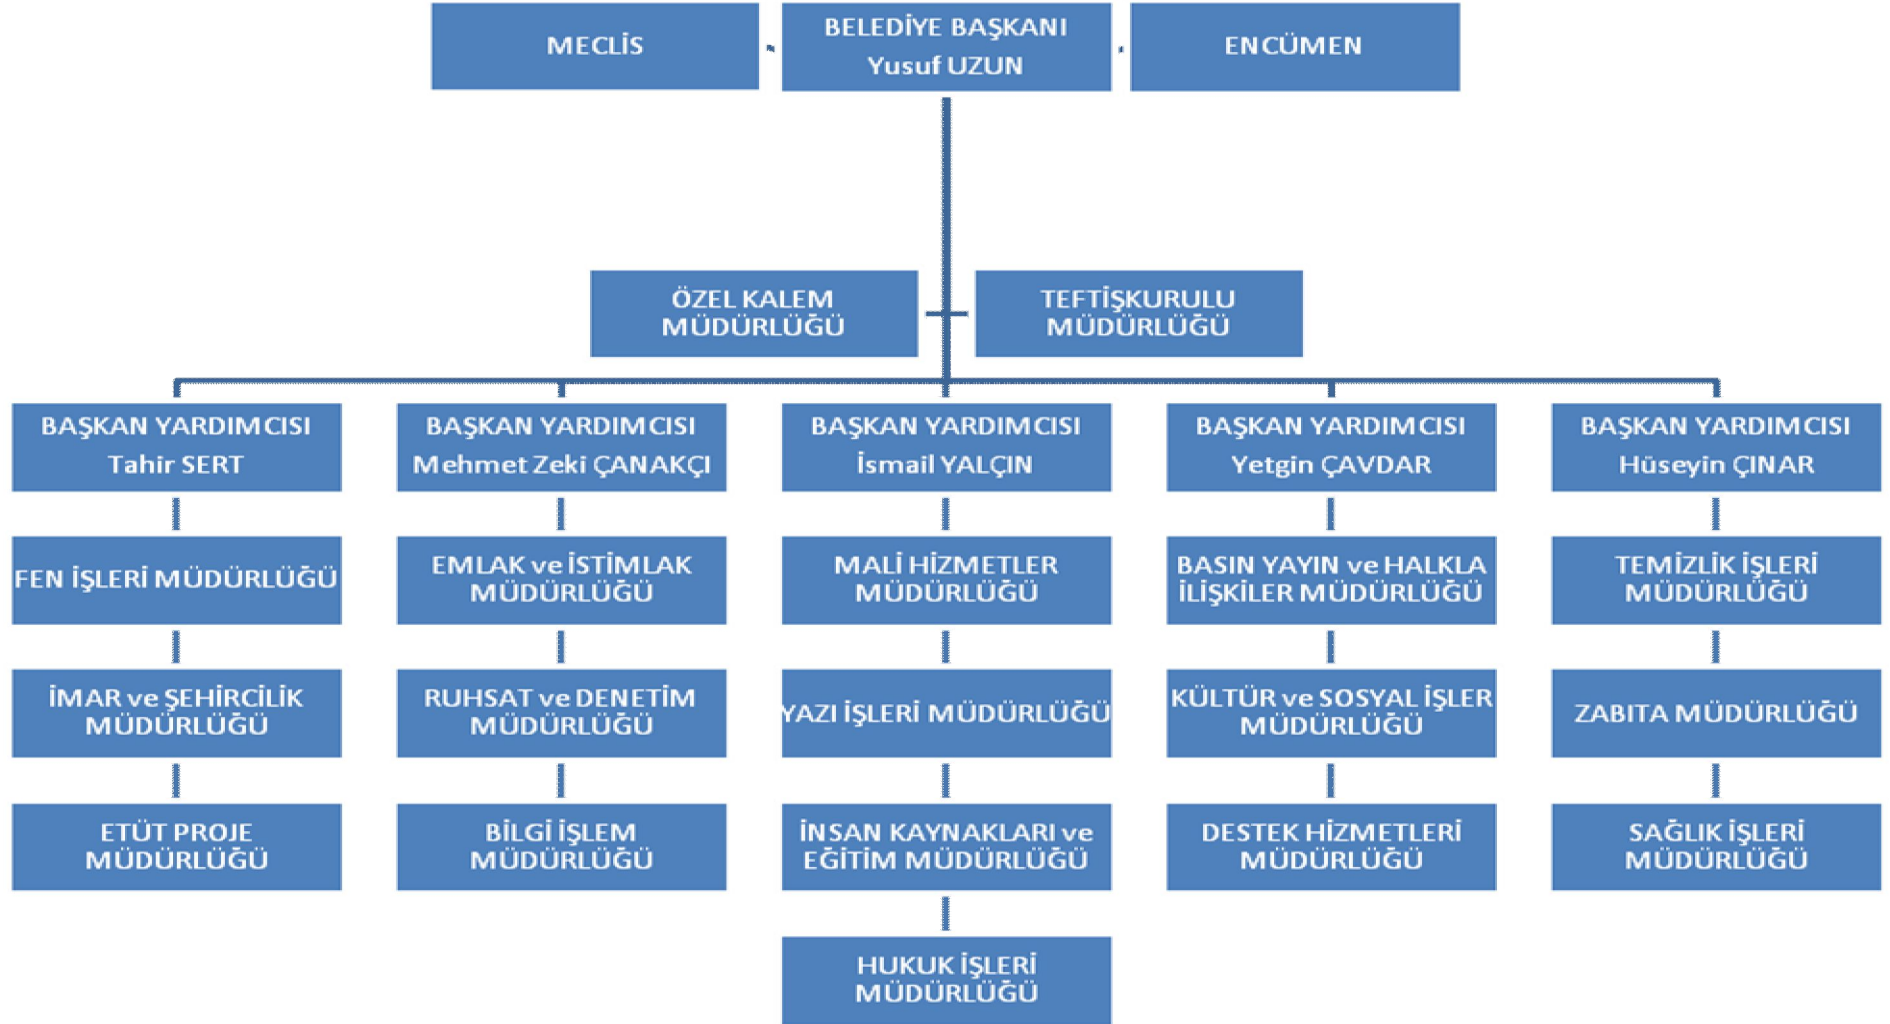 MECLİS
BELEDİYE BAŞKANI
Yusuf UZUN
ENCÜMEN
ÖZEL KALEM
MÜDÜRLÜĞÜ
TEFTİŞKURULU
MÜDÜRLÜĞÜ
BAŞKAN YARDIMCISI
Tahir SERT
BAŞKAN YARDIMCISI
Mehmet Zeki ÇANAKÇI
BAŞKAN YARDIMCISI
İsmail YALÇIN
BAŞKAN YARDIMCISI
Yetgin ÇAVDAR
BAŞKAN YARDIMCISI
Hüseyin ÇINAR
FEN İŞLERİ MÜDÜRLÜĞÜ
EMLAK ve İSTİMLAK
MÜDÜRLÜĞÜ
MALİ HİZMETLER
MÜDÜRLÜĞÜ
BASIN YAYIN ve HALKLA
İLİŞKİLER MÜDÜRLÜĞÜ
TEMİZLİK İŞLERİ
MÜDÜRLÜĞÜ
İMAR ve ŞEHİRCİLİK
MÜDÜRLÜĞÜ
RUHSAT ve DENETİM
MÜDÜRLÜĞÜ
YAZI İŞLERİ MÜDÜRLÜĞÜ
KÜLTÜR ve SOSYAL İŞLER
MÜDÜRLÜĞÜ
ZABITA MÜDÜRLÜĞÜ
ETÜT PROJE
MÜDÜRLÜĞÜ
BİLGİ İŞLEM
MÜDÜRLÜĞÜ
İNSAN KAYNAKLARI ve
EĞİTİM MÜDÜRLÜĞÜ
DESTEK HİZMETLERİ
MÜDÜRLÜĞÜ
SAĞLIK İŞLERİ
MÜDÜRLÜĞÜ
HUKUK İŞLERİ
MÜDÜRLÜĞÜ